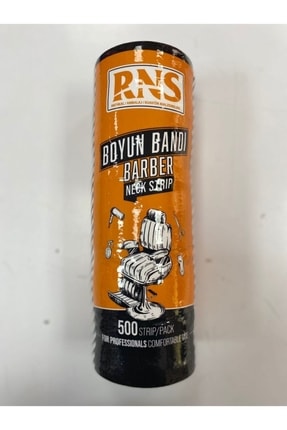 RNS
BOYUN BANDI
BARBER
NECK STRIP
500 STRIP/PACK
FOR PROFESSIONALS COMFORTABLE USE